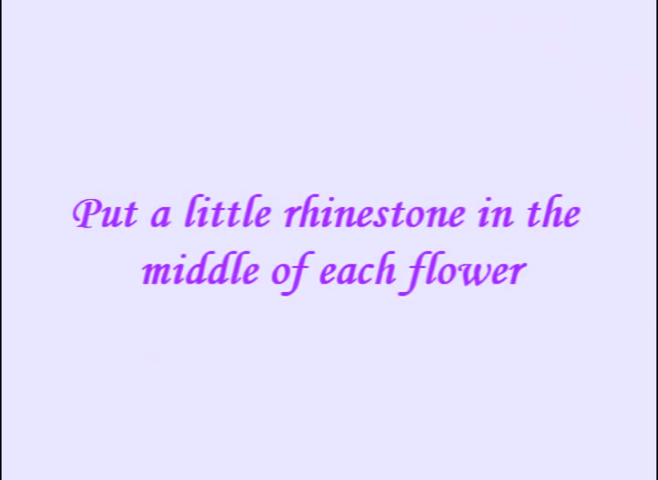 Put a little rhinestone in the
middle of each flower